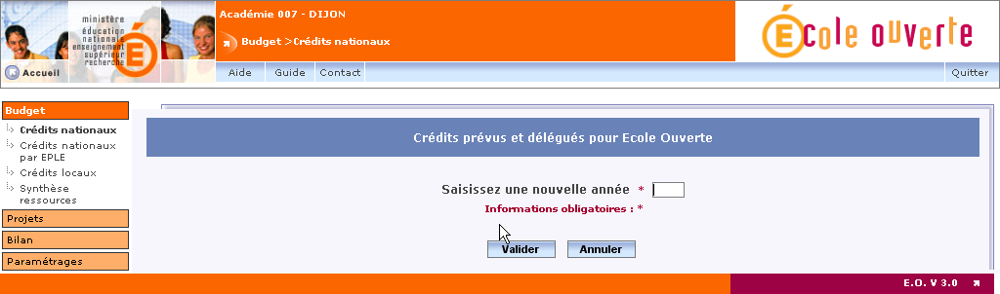 ministère
éducation
nationale
enseignement
supérieur
recherche
Académie 007 - DIJON
Budget >Crédits nationaux
École ouverte
Accueil
Aide
Guide
Contact
Quitter
Budget
Crédits nationaux
Crédits nationaux
par EPLE
Crédits locaux
Synthèse
ressources
Projets
Bilan
Paramétrages
Crédits prévus et délégués pour Ecole Ouverte
Saisissez une nouvelle année *
Informations obligatoires : *
Valider
Annuler
E.O. V 3.0